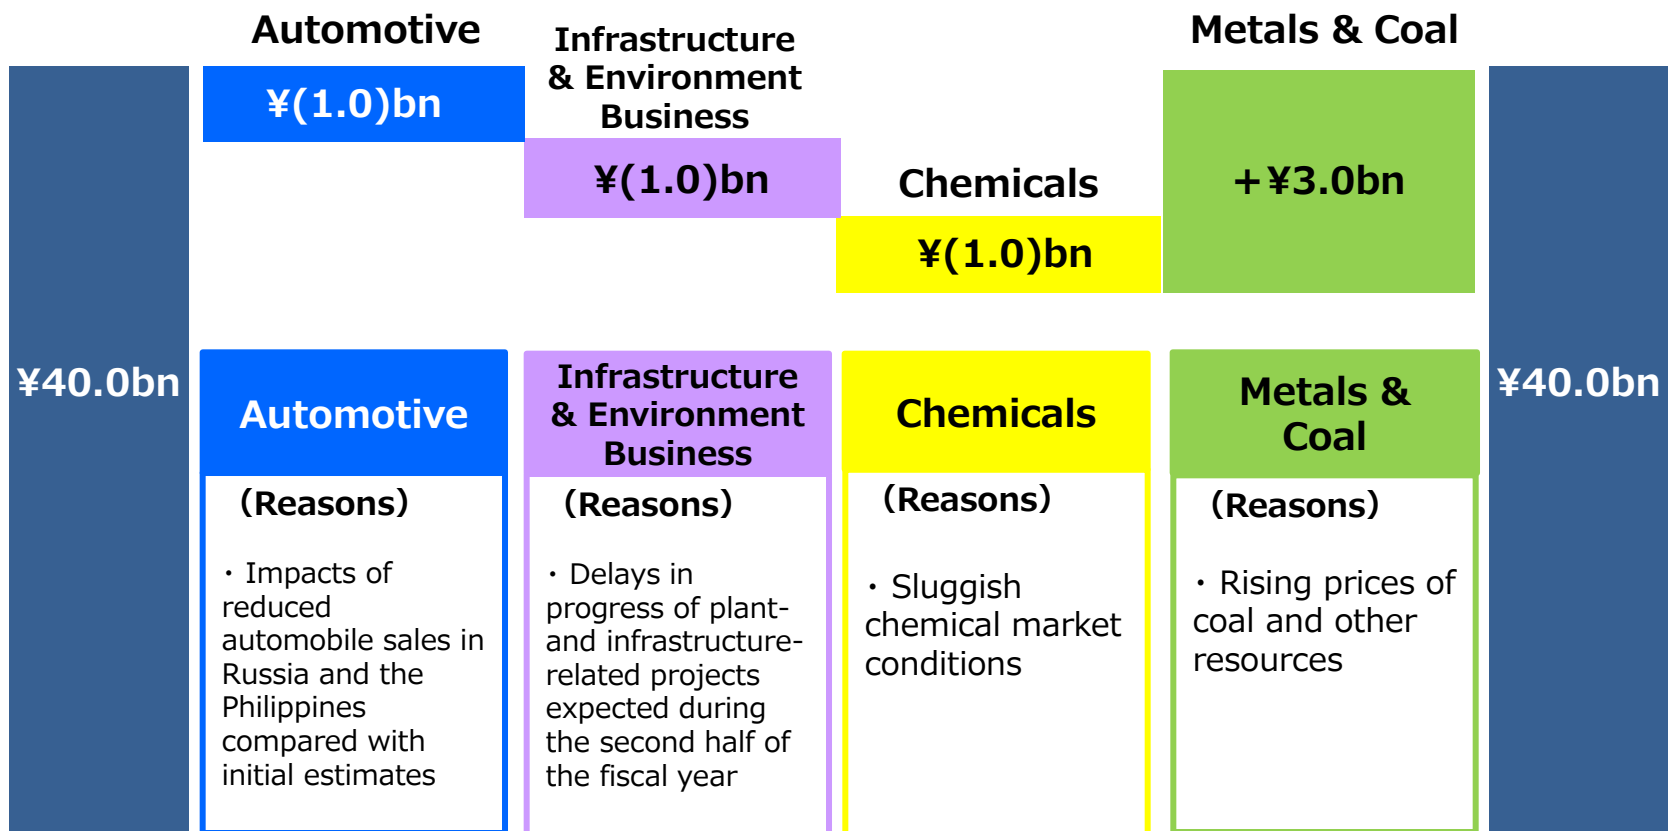 Automotive
¥(1.0)bn
Infrastructure
& Environment
Business
¥(1.0)bn
Chemicals
¥(1.0)bn
Metals & Coal
+¥3.0bn
¥40.0bn
Automotive
(Reasons)
・Impacts of
reduced
automobile sales in
Russia and the
Philippines
compared with
initial estimates
Infrastructure
& Environment
Business
(Reasons)
・Delays in
progress of plant-
and infrastructure-
related projects
expected during
the second half of
the fiscal year
Chemicals
(Reasons)
・Sluggish
chemical market
conditions
Metals &
Coal
(Reasons)
・Rising prices of
coal and other
resources
¥40.0bn